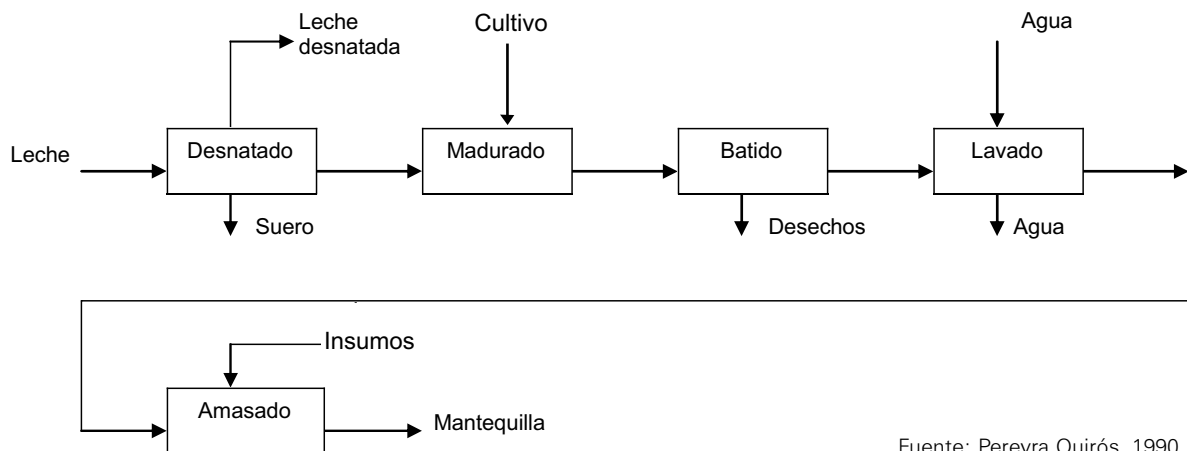 Leche
desnatada
Cultivo
Agua
Leche
Desnatado
Madurado
Batido
Lavado
Suero
Desechos
Agua
Insumos
Amasado
Mantequilla
Fuente: Pereyra Quirós, 1990